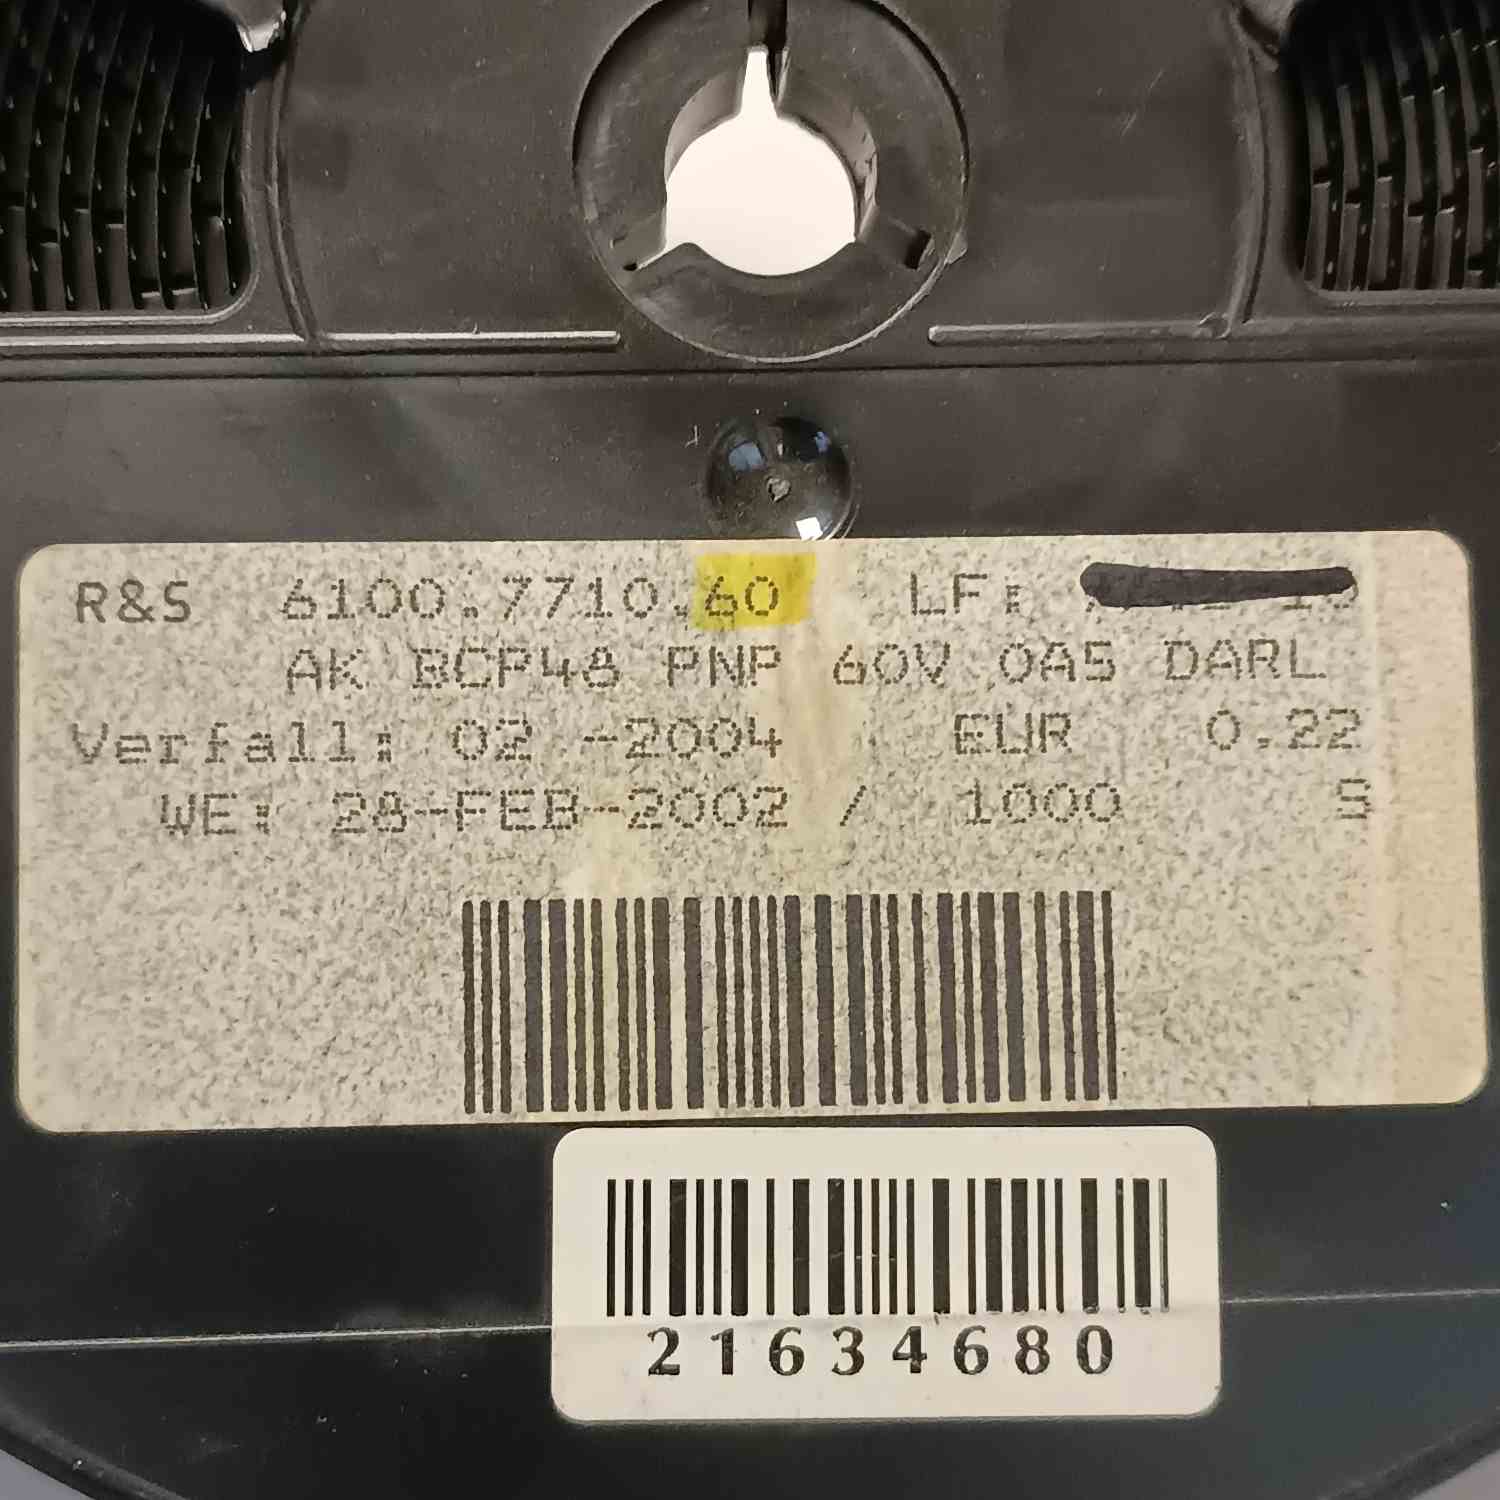 R&S 6100.7710.60 LF:
AK BCP48 PNP 60V 0A5 DARL
Verfall: 02 -2004 EUR 0.22
WE: 28-FEB-2002 / 1000 S
21634680